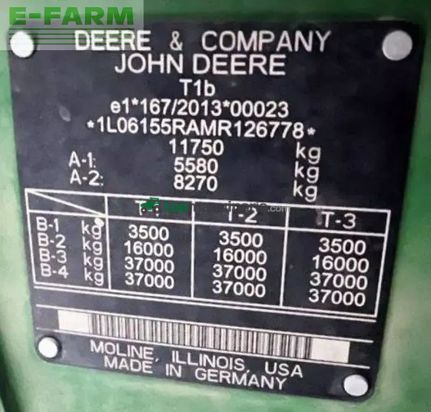 E-FARM
DEERE & COMPANY
JOHN DEERE
T1b
e1*167/2013*00023
*1L06155RAMR126778*
11750 kg
A-1: 5580 kg
A-2: 8270 kg
T-1 T-2 T-3
B-1 kg 3500 3500 3500
B-2 kg 16000 16000 16000
B-3 kg 37000 37000 37000
B-4 kg 37000 37000 37000
MOLINE, ILLINOIS, USA
MADE IN GERMANY